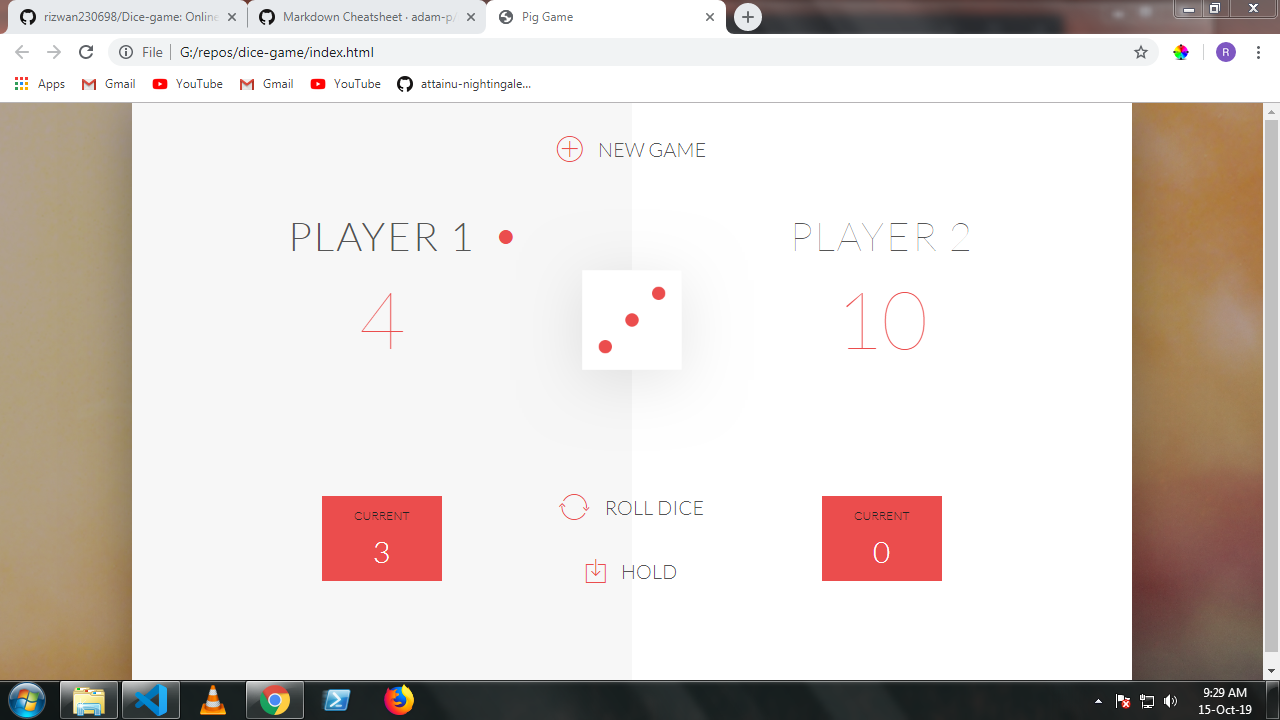 rizwan230698/Dice-game: Online
Markdown Cheatsheet · adam-p/
Pig Game
File
G:/repos/dice-game/index.html
R
Apps
Gmail
YouTube
Gmail
YouTube
attainu-nightingale...
NEW GAME
PLAYER 1
PLAYER 2
4
10
ROLL DICE
CURRENT
3
CURRENT
0
HOLD
9:29 AM
15-Oct-19